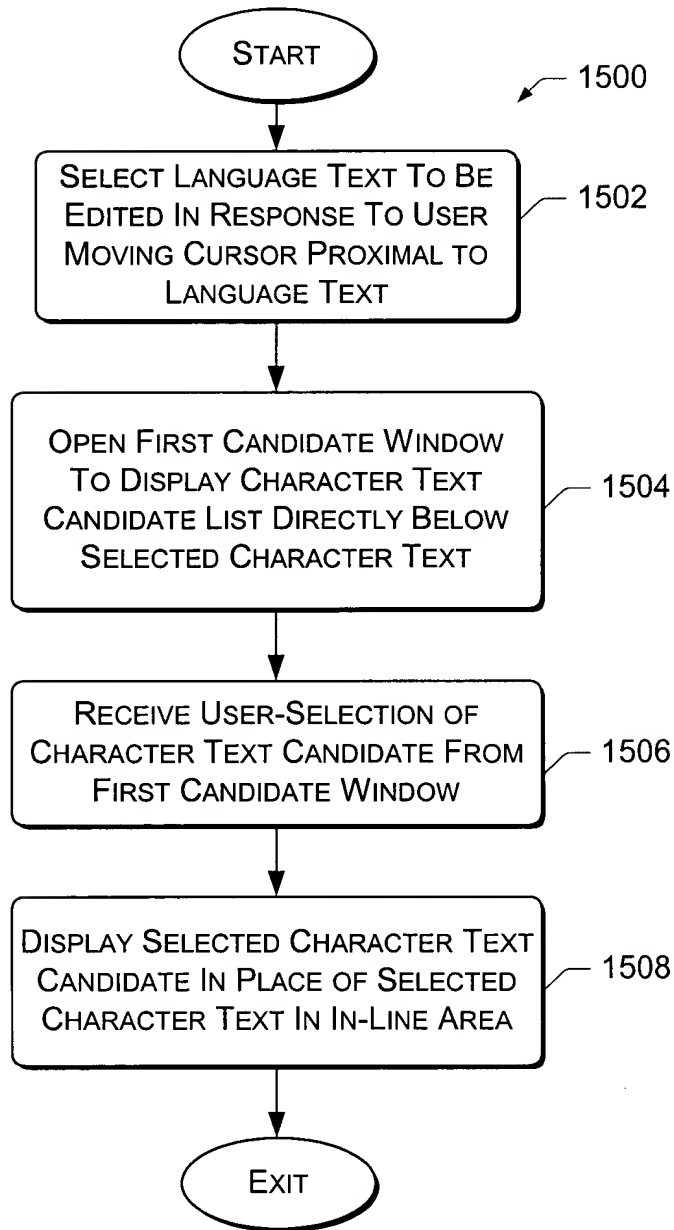 START
1500
SELECT LANGUAGE TEXT TO BE
EDITED IN RESPONSE TO USER
MOVING CURSOR PROXIMAL TO
LANGUAGE TEXT
1502
OPEN FIRST CANDIDATE WINDOW
TO DISPLAY CHARACTER TEXT
CANDIDATE LIST DIRECTLY BELOW
SELECTED CHARACTER TEXT
1504
RECEIVE USER-SELECTION OF
CHARACTER TEXT CANDIDATE FROM
FIRST CANDIDATE WINDOW
1506
DISPLAY SELECTED CHARACTER TEXT
CANDIDATE IN PLACE OF SELECTED
CHARACTER TEXT IN IN-LINE AREA
1508
EXIT